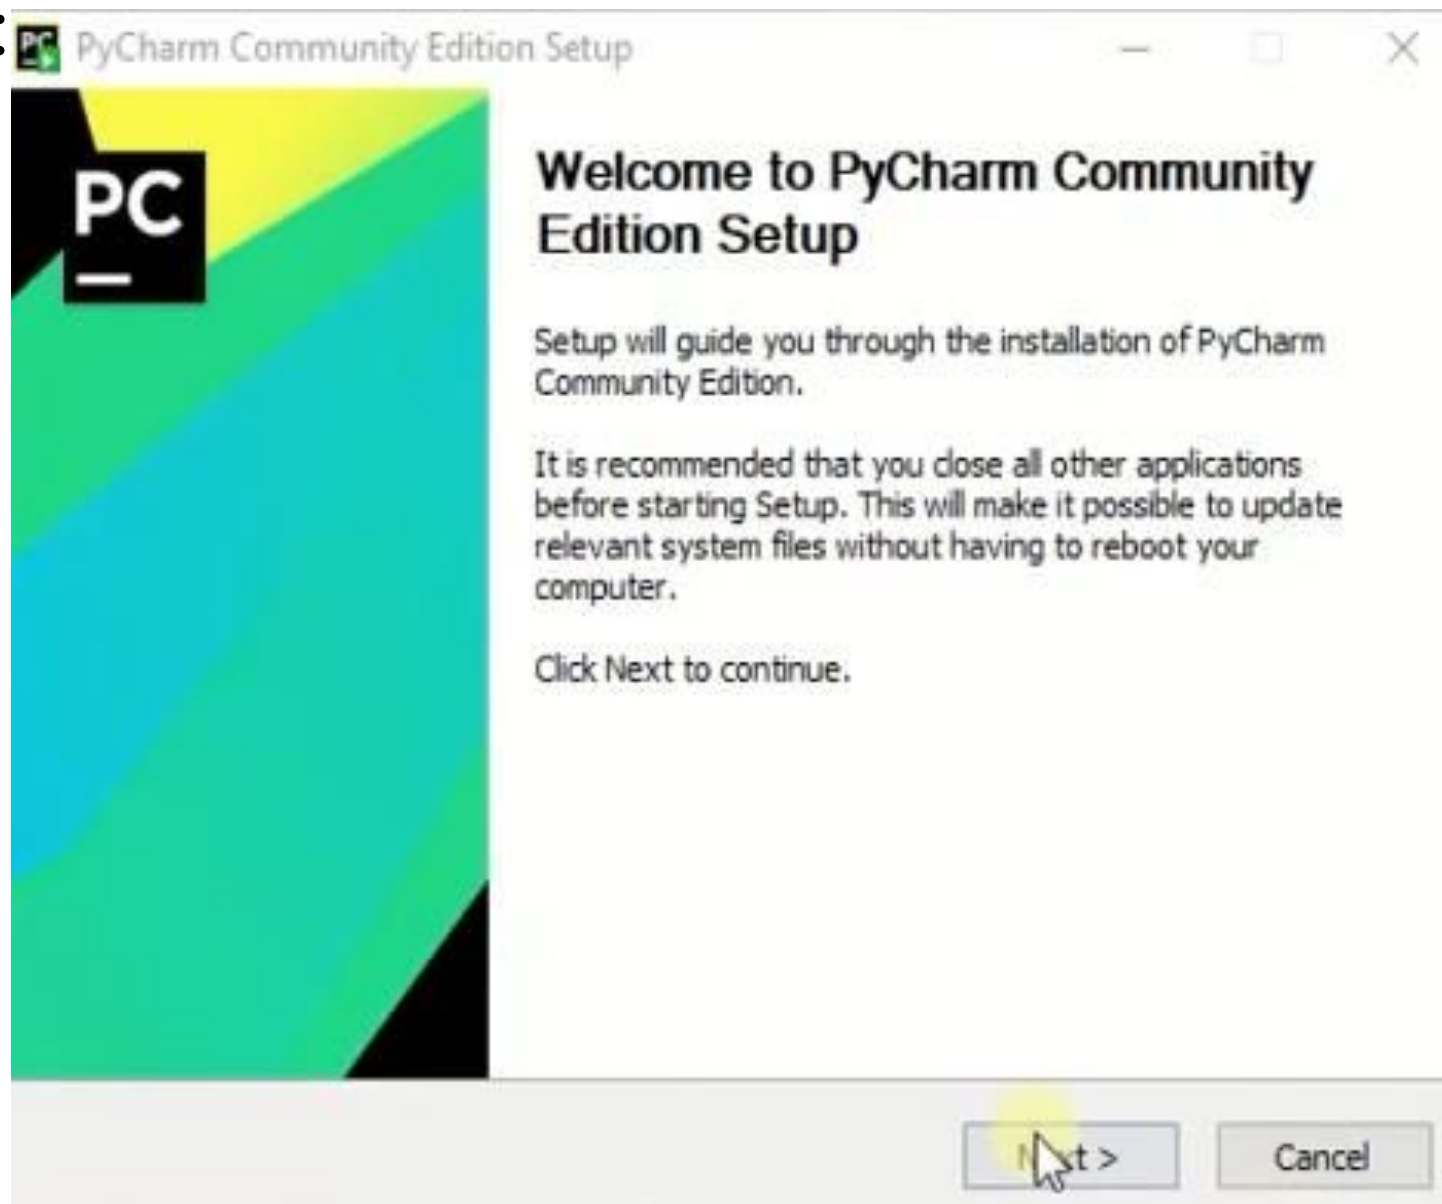 PyCharm Community Edition Setup
PC
Welcome to PyCharm Community
Edition Setup
Setup will guide you through the installation of PyCharm
Community Edition.
It is recommended that you close all other applications
before starting Setup. This will make it possible to update
relevant system files without having to reboot your
computer.
Click Next to continue.
Next >
Cancel